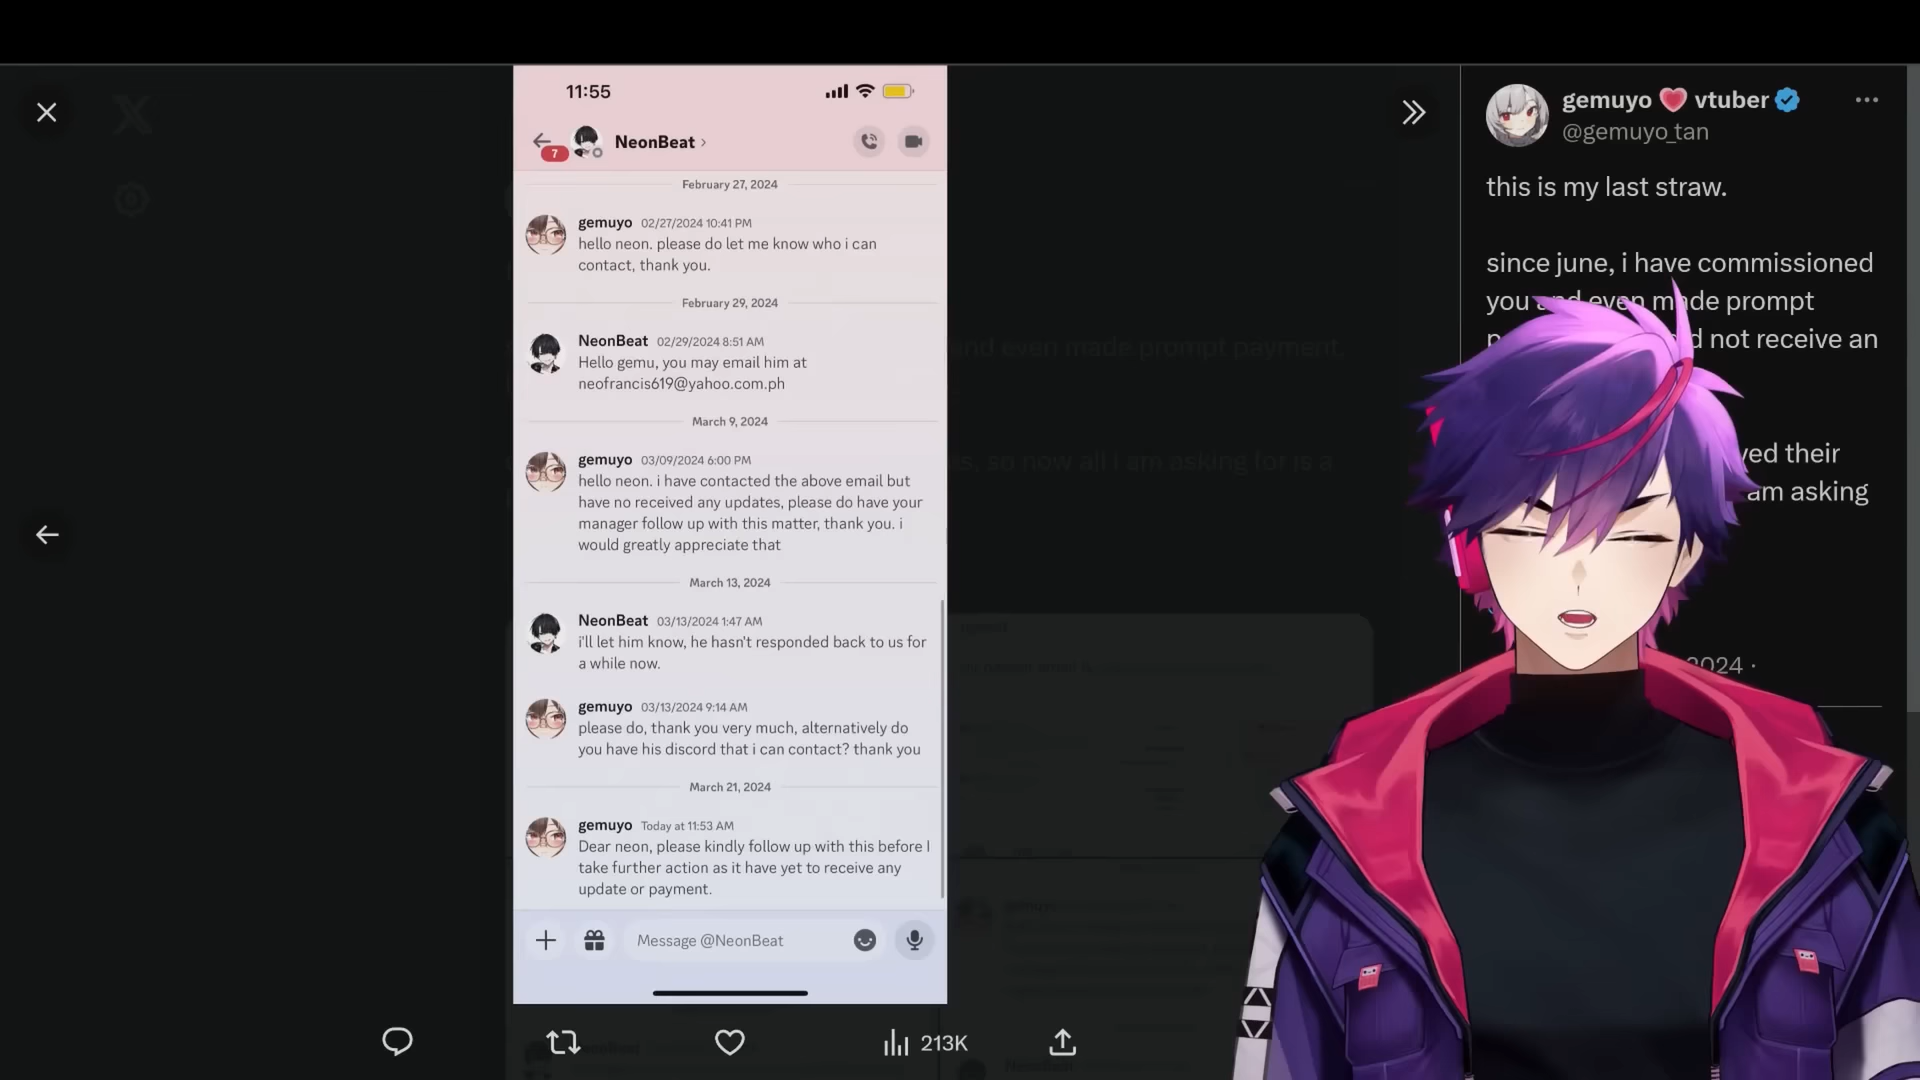 11:55
7
NeonBeat
February 27, 2024
gemuyo 02/27/2024 10:41 PM
hello neon. please do let me know who i can
contact, thank you.
February 29, 2024
NeonBeat 02/29/2024 8:51 AM
Hello gemu, you may email him at
neofrancis619@yahoo.com.ph
March 9, 2024
gemuyo 03/09/2024 6:00 PM
hello neon. i have contacted the above email but
have no received any updates, please do have your
manager follow up with this matter, thank you. i
would greatly appreciate that
March 13, 2024
NeonBeat 03/13/2024 1:47 AM
i'll let him know, he hasn't responded back to us for
a while now.
gemuyo 03/13/2024 9:14 AM
please do, thank you very much, alternatively do
you have his discord that i can contact? thank you
March 21, 2024
gemuyo Today at 11:53 AM
Dear neon, please kindly follow up with this before I
take further action as it have yet to receive any
update or payment.
Message @NeonBeat
213K
and even made prompt payment,
so now all I am asking for is a
gemuyo ❤️ vtuber
@gemuyo_tan
this is my last straw.
since june, i have commissioned
you and even made prompt
not receive an
their
am asking
2024 ·